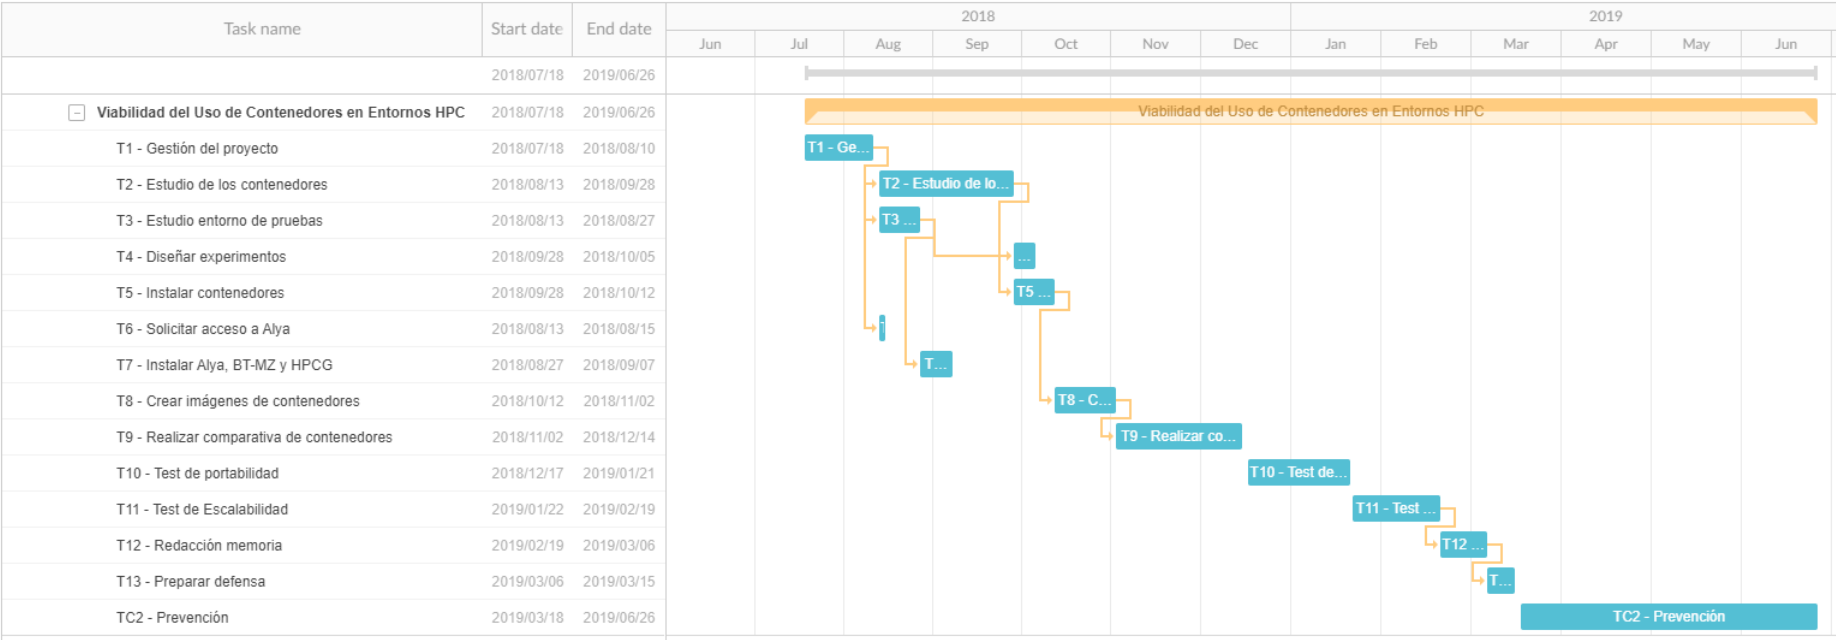 Task name Start date End date 2018 2019
Jun Jul Aug Sep Oct Nov Dec Jan Feb Mar Apr May Jun
2018/07/18 2019/06/26
Viabilidad del Uso de Contenedores en Entornos HPC 2018/07/18 2019/06/26 Viabilidad del Uso de Contenedores en Entornos HPC
T1 - Gestión del proyecto 2018/07/18 2018/08/10 T1 - Ge...
T2 - Estudio de los contenedores 2018/08/13 2018/09/28 T2 - Estudio de lo...
T3 - Estudio entorno de pruebas 2018/08/13 2018/08/27 T3 ...
T4 - Diseñar experimentos 2018/09/28 2018/10/05 ...
T5 - Instalar contenedores 2018/09/28 2018/10/12 T5 ...
T6 - Solicitar acceso a Alya 2018/08/13 2018/08/15
T7 - Instalar Alya, BT-MZ y HPCG 2018/08/27 2018/09/07 T...
T8 - Crear imágenes de contenedores 2018/10/12 2018/11/02 T8 - C...
T9 - Realizar comparativa de contenedores 2018/11/02 2018/12/14 T9 - Realizar co...
T10 - Test de portabilidad 2018/12/17 2019/01/21 T10 - Test de...
T11 - Test de Escalabilidad 2019/01/22 2019/02/19 T11 - Test ...
T12 - Redacción memoria 2019/02/19 2019/03/06 T12 ...
T13 - Preparar defensa 2019/03/06 2019/03/15 T...
TC2 - Prevención 2019/03/18 2019/06/26 TC2 - Prevención